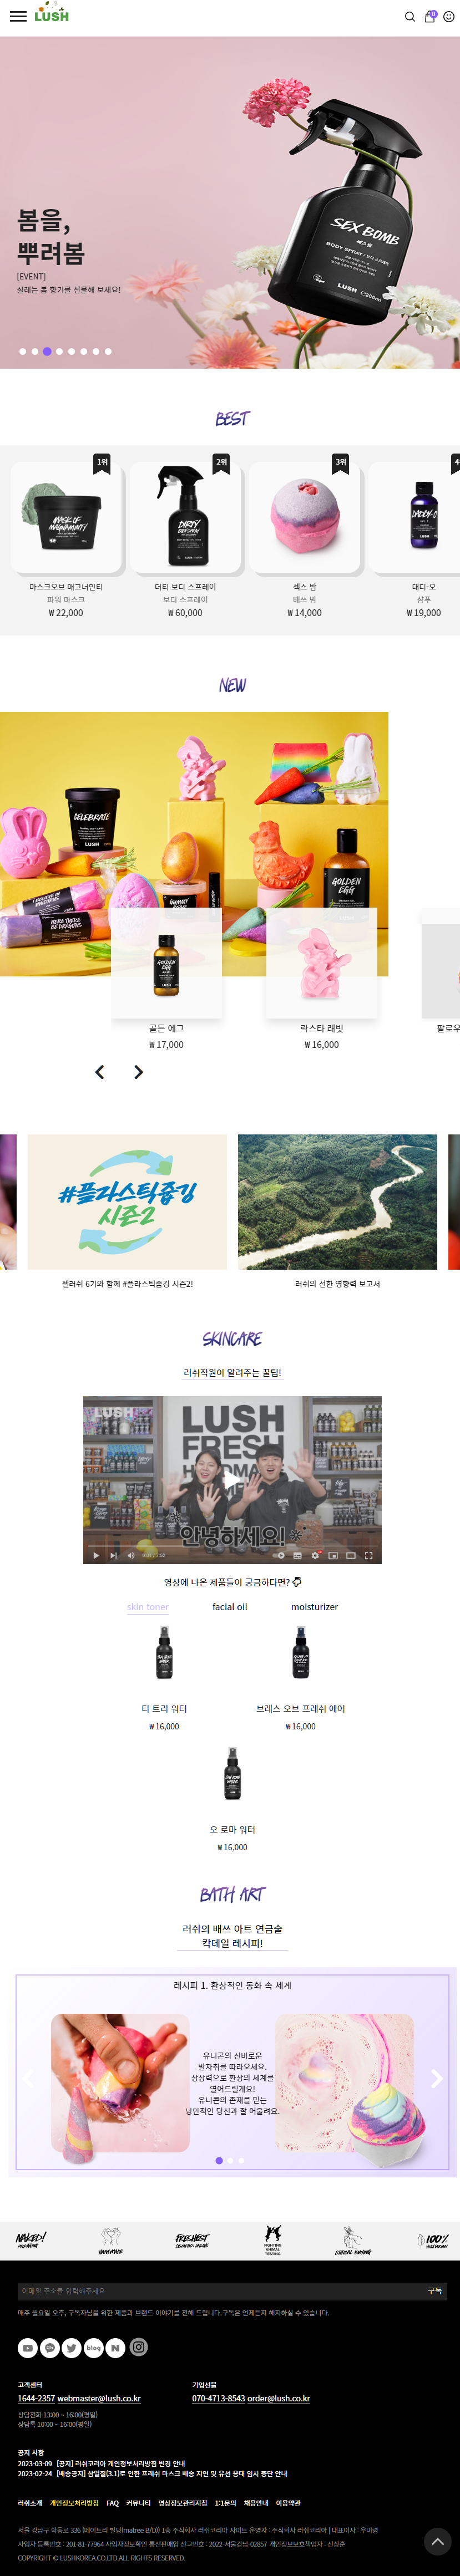 LUSH
0
봄을,
뿌려봄
[EVENT]
설레는 봄 향기를 선물해 보세요!
SEX BOMB
BODY SPRAY / 보디 스프레이
섹스 밤
LUSH
℮200ml
BEST
1위
2위
3위
4
MASK OF MAGNAMINTY
DIRTY
마스크오브 매그너민티
파워 마스크
₩ 22,000
더티 보디 스프레이
보디 스프레이
₩ 60,000
섹스 밤
배쓰 밤
₩ 14,000
대디-오
샴푸
₩ 19,000
NEW
CELEBRATE
LUSH
GOLDEN EGG
I BELIEVE IN DRAGONS
HERE THERE BE DRAGONS
골든 에그
₩ 17,000
락스타 래빗
₩ 16,000
팔로우
#플라스틱줍깅
시즌2
젤러쉬 6기와 함께 #플라스틱줍깅 시즌2!
러쉬의 선한 영향력 보고서
SKINCARE
러쉬직원이 알려주는 꿀팁!
LUSH
LUSH
FRESH
HANDMADE
안녕하세요!
영상에 나온 제품들이 궁금하다면?
skin toner
facial oil
moisturizer
티 트리 워터
₩ 16,000
브레스 오브 프레쉬 에어
₩ 16,000
오 로마 워터
₩ 16,000
BATH ART
러쉬의 배쓰 아트 연금술
칵테일 레시피!
레시피 1. 환상적인 동화 속 세계
유니콘의 신비로운
발자취를 따라오세요.
상상력으로 환상의 세계를
열어드릴게요!
유니콘의 존재를 믿는
낭만적인 당신과 잘 어울려요.
NAKED!
PACKAGING
HANDMADE
FRESHEST
COSMETICS ONLINE
FIGHTING
ANIMAL
TESTING
ETHICAL BUYING
100%
VEGETARIAN
이메일 주소를 입력해주세요
구독
매주 월요일 오후, 구독자님을 위한 제품과 브랜드 이야기를 전해 드립니다.구독은 언제든지 해지하실 수 있습니다.
blog
N
고객센터
1644-2357 webmaster@lush.co.kr
상담전화 13:00 ~ 16:00(평일)
상담톡 10:00 ~ 16:00(평일)
기업선물
070-4713-8543 order@lush.co.kr
공지 사항
2023-03-09 [공지] 러쉬코리아 개인정보처리방침 변경 안내
2023-02-24 [배송공지] 삼일절(3.1)로 인한 프레쉬 마스크 배송 지연 및 유선 응대 임시 중단 안내
러쉬소개 개인정보처리방침 FAQ 커뮤니티 영상정보관리지침 1:1문의 채용안내 이용약관
서울 강남구 학동로 336 (메이트리 빌딩(matree B/D)) 1층 주식회사 러쉬코리아 사이트 운영자 : 주식회사 러쉬코리아 | 대표이사 : 우미령
사업자 등록번호 : 201-81-77964 사업자정보확인 통신판매업 신고번호 : 2022-서울강남-02857 개인정보보호책임자 : 신상훈
COPYRIGHT © LUSHKOREA.CO.LTD.ALL RIGHTS RESERVED.